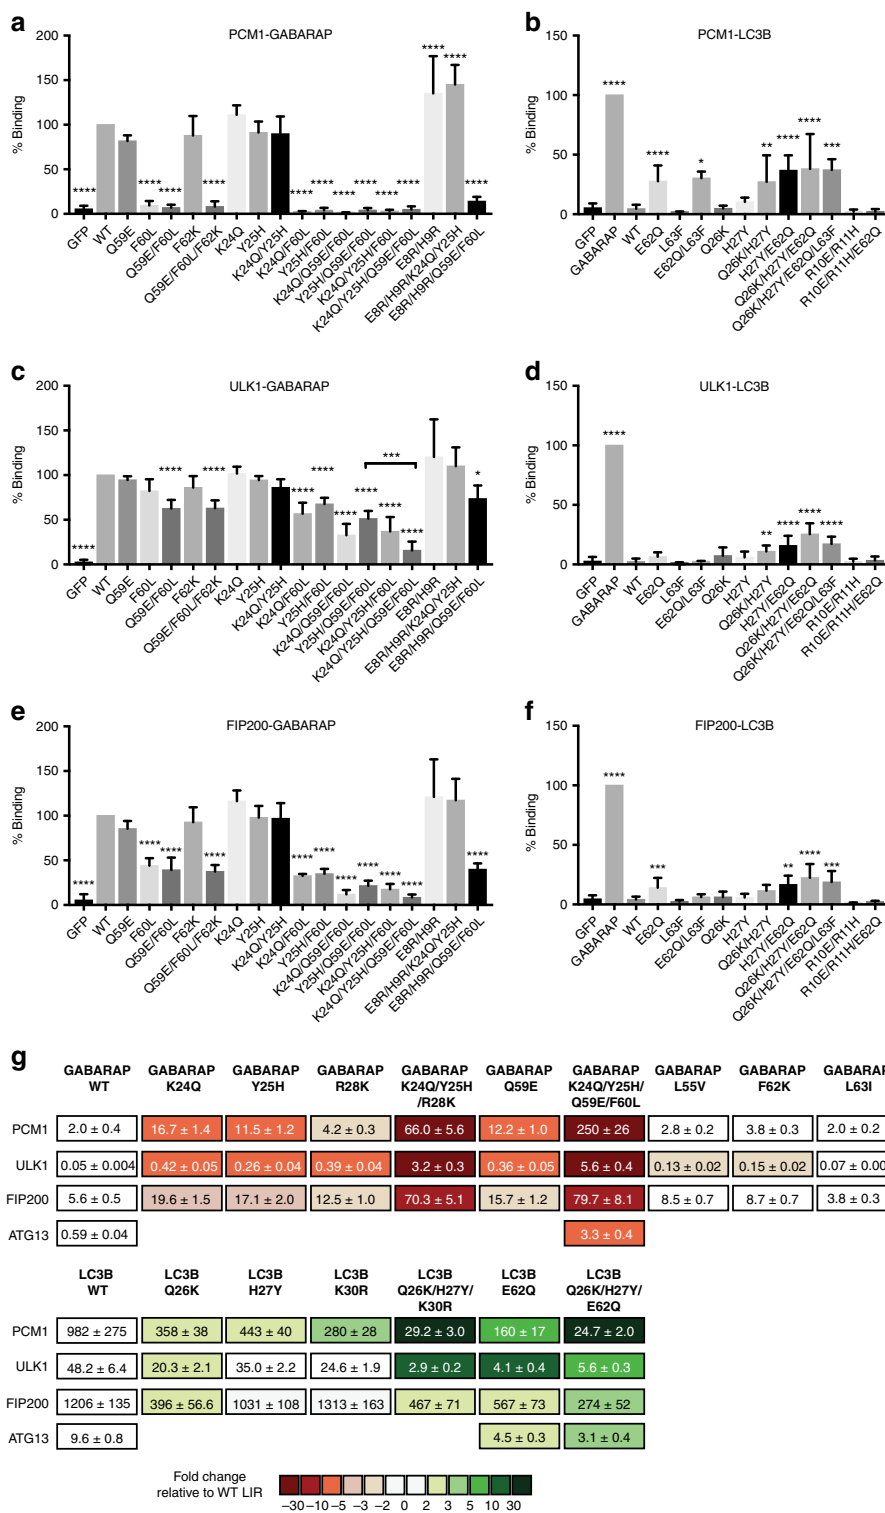 a
PCM1-GABARAP
% Binding
200
150
100
50
0
**** **** **** **** **** **** **** **** **** **** **** **** ****
GFP
WT
Q59E
F60L
Q59E/F60L
F62K
Q59E/F60L/F62K
K24Q
Y25H
K24Q/Y25H
K24Q/F60L
Y25H/F60L
K24Q/Q59E/F60L
Y25H/Q59E/F60L
K24Q/Y25H/F60L
K24Q/Y25H/Q59E/F60L
E8R/H9R
E8R/H9R/K24Q/Y25H
E8R/H9R/Q59E/F60L
b
PCM1-LC3B
% Binding
150
100
50
0
**** **** * ** **** **** ***
GFP
GABARAP
WT
E62Q
L63F
E62Q/L63F
Q26K
H27Y
Q26K/H27Y
H27Y/E62Q
Q26K/H27Y/E62Q
Q26K/H27Y/E62Q/L63F
R10E/R11H
R10E/R11H/E62Q
c
ULK1-GABARAP
% Binding
200
150
100
50
0
**** **** **** **** **** **** **** **** *** *
GFP
WT
Q59E
F60L
Q59E/F60L
F62K
Q59E/F60L/F62K
K24Q
Y25H
K24Q/Y25H
K24Q/F60L
Y25H/F60L
K24Q/Q59E/F60L
Y25H/Q59E/F60L
K24Q/Y25H/F60L
K24Q/Y25H/Q59E/F60L
E8R/H9R
E8R/H9R/K24Q/Y25H
E8R/H9R/Q59E/F60L
d
ULK1-LC3B
% Binding
150
100
50
0
**** ** **** **** ****
GFP
GABARAP
WT
E62Q
L63F
E62Q/L63F
Q26K
H27Y
Q26K/H27Y
H27Y/E62Q
Q26K/H27Y/E62Q
Q26K/H27Y/E62Q/L63F
R10E/R11H
R10E/R11H/E62Q
e
FIP200-GABARAP
% Binding
200
150
100
50
0
**** **** **** **** **** **** **** **** **** **** ****
GFP
WT
Q59E
F60L
Q59E/F60L
F62K
Q59E/F60L/F62K
K24Q
Y25H
K24Q/Y25H
K24Q/F60L
Y25H/F60L
K24Q/Q59E/F60L
Y25H/Q59E/F60L
K24Q/Y25H/F60L
K24Q/Y25H/Q59E/F60L
E8R/H9R
E8R/H9R/K24Q/Y25H
E8R/H9R/Q59E/F60L
f
FIP200-LC3B
% Binding
150
100
50
0
**** *** ** **** ***
GFP
GABARAP
WT
E62Q
L63F
E62Q/L63F
Q26K
H27Y
Q26K/H27Y
H27Y/E62Q
Q26K/H27Y/E62Q
Q26K/H27Y/E62Q/L63F
R10E/R11H
R10E/R11H/E62Q
g
GABARAP GABARAP GABARAP GABARAP GABARAP GABARAP GABARAP GABARAP GABARAP GABARAP
WT K24Q Y25H R28K K24Q/Y25H Q59E K24Q/Y25H/ L55V F62K L63I
/R28K Q59E/F60L
PCM1 2.0 ± 0.4 16.7 ± 1.4 11.5 ± 1.2 4.2 ± 0.3 66.0 ± 5.6 12.2 ± 1.0 250 ± 26 2.8 ± 0.2 3.8 ± 0.3 2.0 ± 0.2
ULK1 0.05 ± 0.004 0.42 ± 0.05 0.26 ± 0.04 0.39 ± 0.04 3.2 ± 0.3 0.36 ± 0.05 5.6 ± 0.4 0.13 ± 0.02 0.15 ± 0.02 0.07 ± 0.00
FIP200 5.6 ± 0.5 19.6 ± 1.5 17.1 ± 2.0 12.5 ± 1.0 70.3 ± 5.1 15.7 ± 1.2 79.7 ± 8.1 8.5 ± 0.7 8.7 ± 0.7 3.8 ± 0.3
ATG13 0.59 ± 0.04 3.3 ± 0.4
LC3B LC3B LC3B LC3B LC3B LC3B LC3B
WT Q26K H27Y K30R Q26K/H27Y/ E62Q Q26K/H27Y/
K30R E62Q
PCM1 982 ± 275 358 ± 38 443 ± 40 280 ± 28 29.2 ± 3.0 160 ± 17 24.7 ± 2.0
ULK1 48.2 ± 6.4 20.3 ± 2.1 35.0 ± 2.2 24.6 ± 1.9 2.9 ± 0.2 4.1 ± 0.4 5.6 ± 0.3
FIP200 1206 ± 135 396 ± 56.6 1031 ± 108 1313 ± 163 467 ± 71 567 ± 73 274 ± 52
ATG13 9.6 ± 0.8 4.5 ± 0.3 3.1 ± 0.4
Fold change
relative to WT LIR
−30 −10 −5 −3 −2 0 2 3 5 10 30